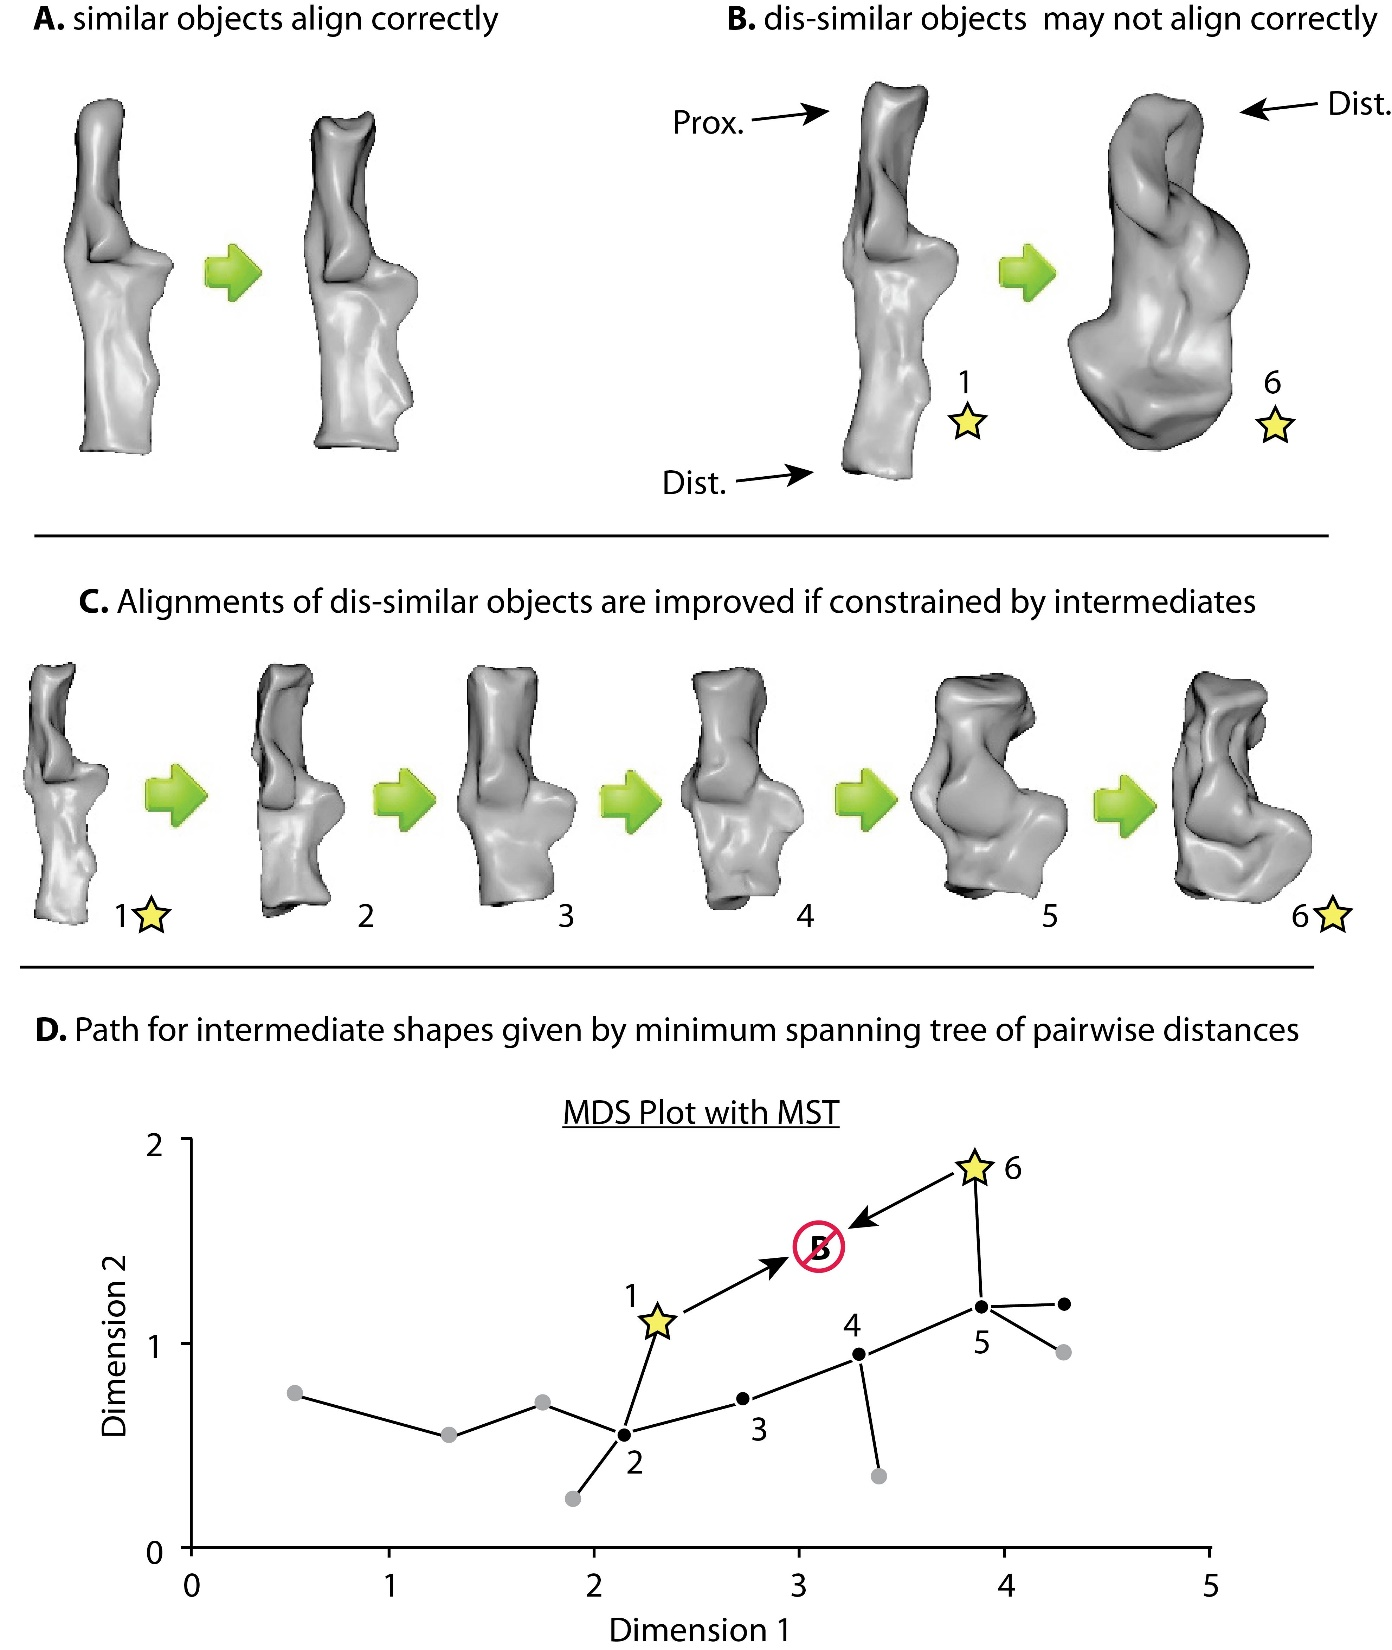 A. similar objects align correctly
B. dis-similar objects may not align correctly
Prox.
Dist.
1
6
Dist.
C. Alignments of dis-similar objects are improved if constrained by intermediates
1
2
3
4
5
6
D. Path for intermediate shapes given by minimum spanning tree of pairwise distances
MDS Plot with MST
2
6
B
1
1
4
5
3
2
Dimension 2
0
0
1
2
3
4
5
Dimension 1